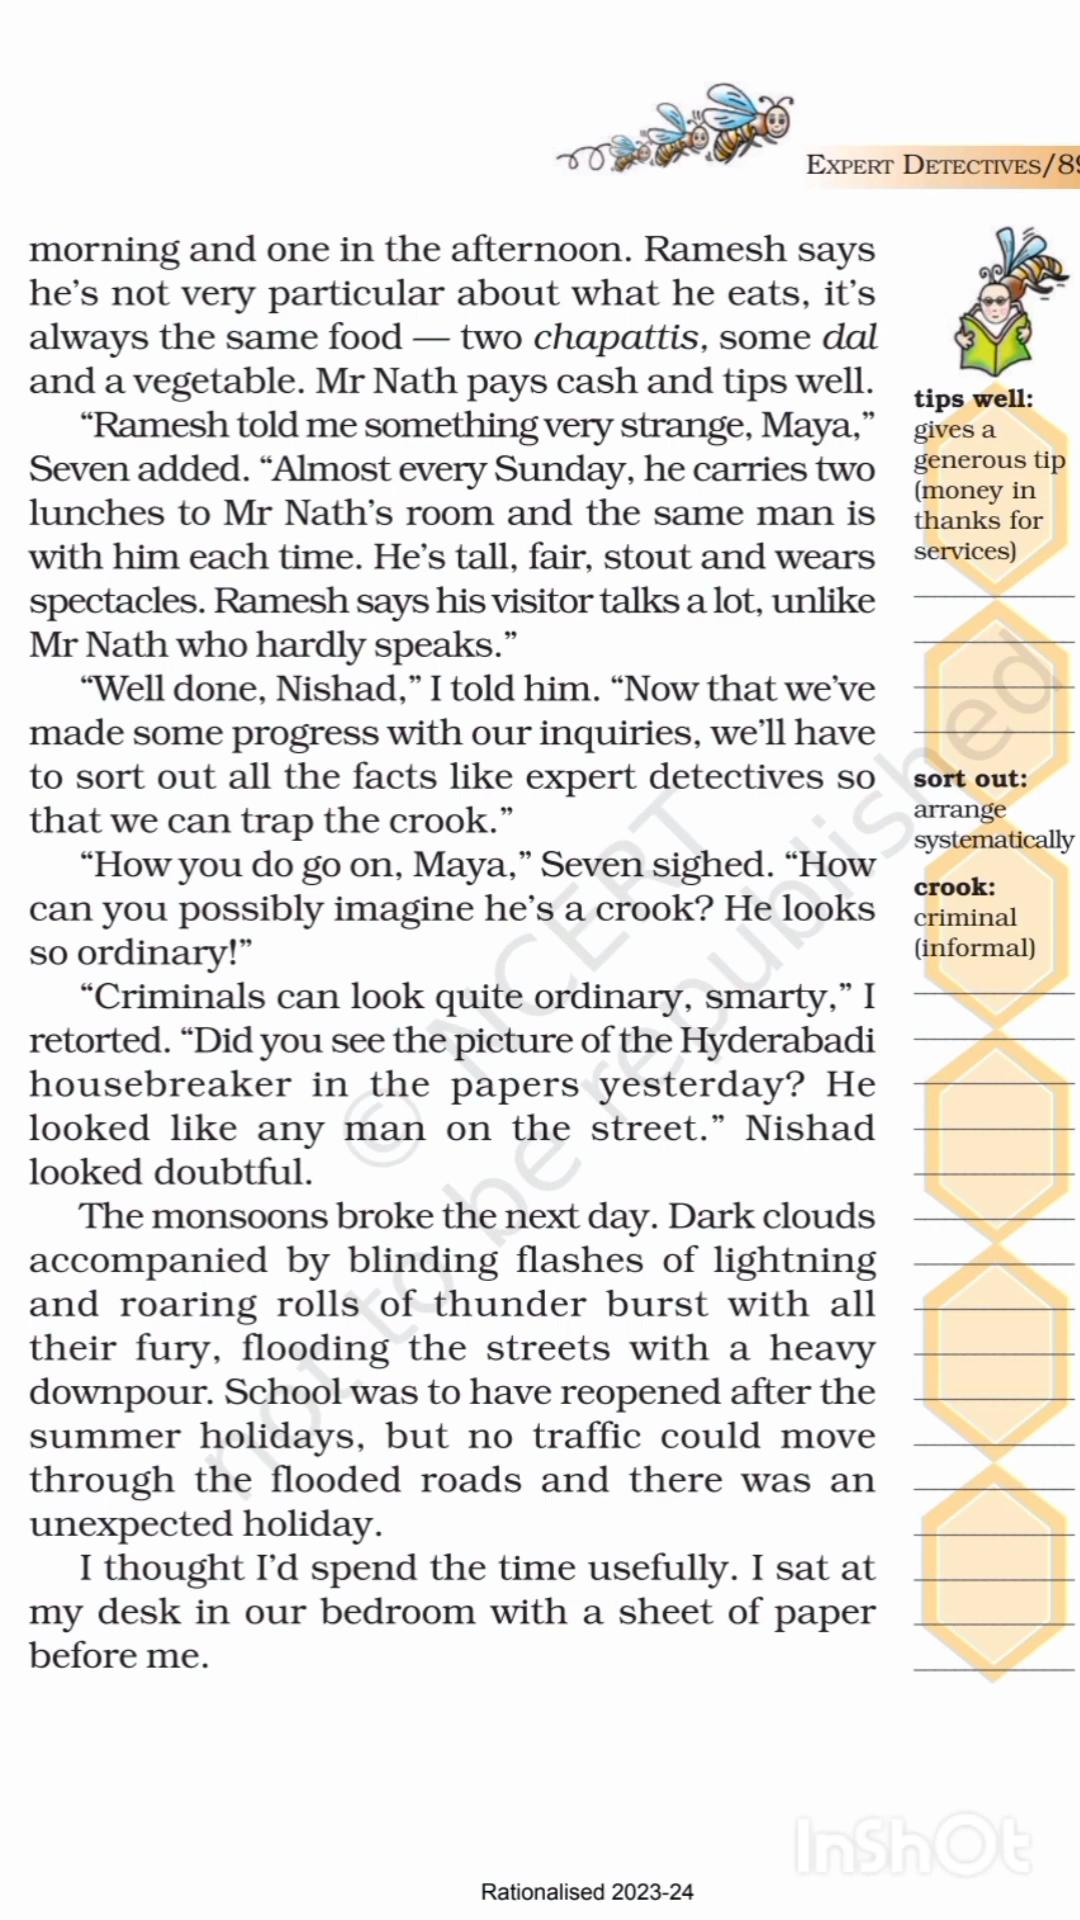 EXPERT DETECTIVES/89
morning and one in the afternoon. Ramesh says
he's not very particular about what he eats, it's
always the same food — two chapattis, some dal
and a vegetable. Mr Nath pays cash and tips well.
“Ramesh told me something very strange, Maya,”
Seven added. “Almost every Sunday, he carries two
lunches to Mr Nath’s room and the same man is
with him each time. He’s tall, fair, stout and wears
spectacles. Ramesh says his visitor talks a lot, unlike
Mr Nath who hardly speaks.”
“Well done, Nishad,” I told him. “Now that we’ve
made some progress with our inquiries, we’ll have
to sort out all the facts like expert detectives so
that we can trap the crook.”
“How you do go on, Maya,” Seven sighed. “How
can you possibly imagine he’s a crook? He looks
so ordinary!”
“Criminals can look quite ordinary, smarty,” I
retorted. “Did you see the picture of the Hyderabadi
housebreaker in the papers yesterday? He
looked like any man on the street.” Nishad
looked doubtful.
The monsoons broke the next day. Dark clouds
accompanied by blinding flashes of lightning
and roaring rolls of thunder burst with all
their fury, flooding the streets with a heavy
downpour. School was to have reopened after the
summer holidays, but no traffic could move
through the flooded roads and there was an
unexpected holiday.
I thought I’d spend the time usefully. I sat at
my desk in our bedroom with a sheet of paper
before me.
tips well:
gives a
generous tip
(money in
thanks for
services)
sort out:
arrange
systematically
crook:
criminal
(informal)
© NCERT
not to be republished
InShOt
Rationalised 2023-24